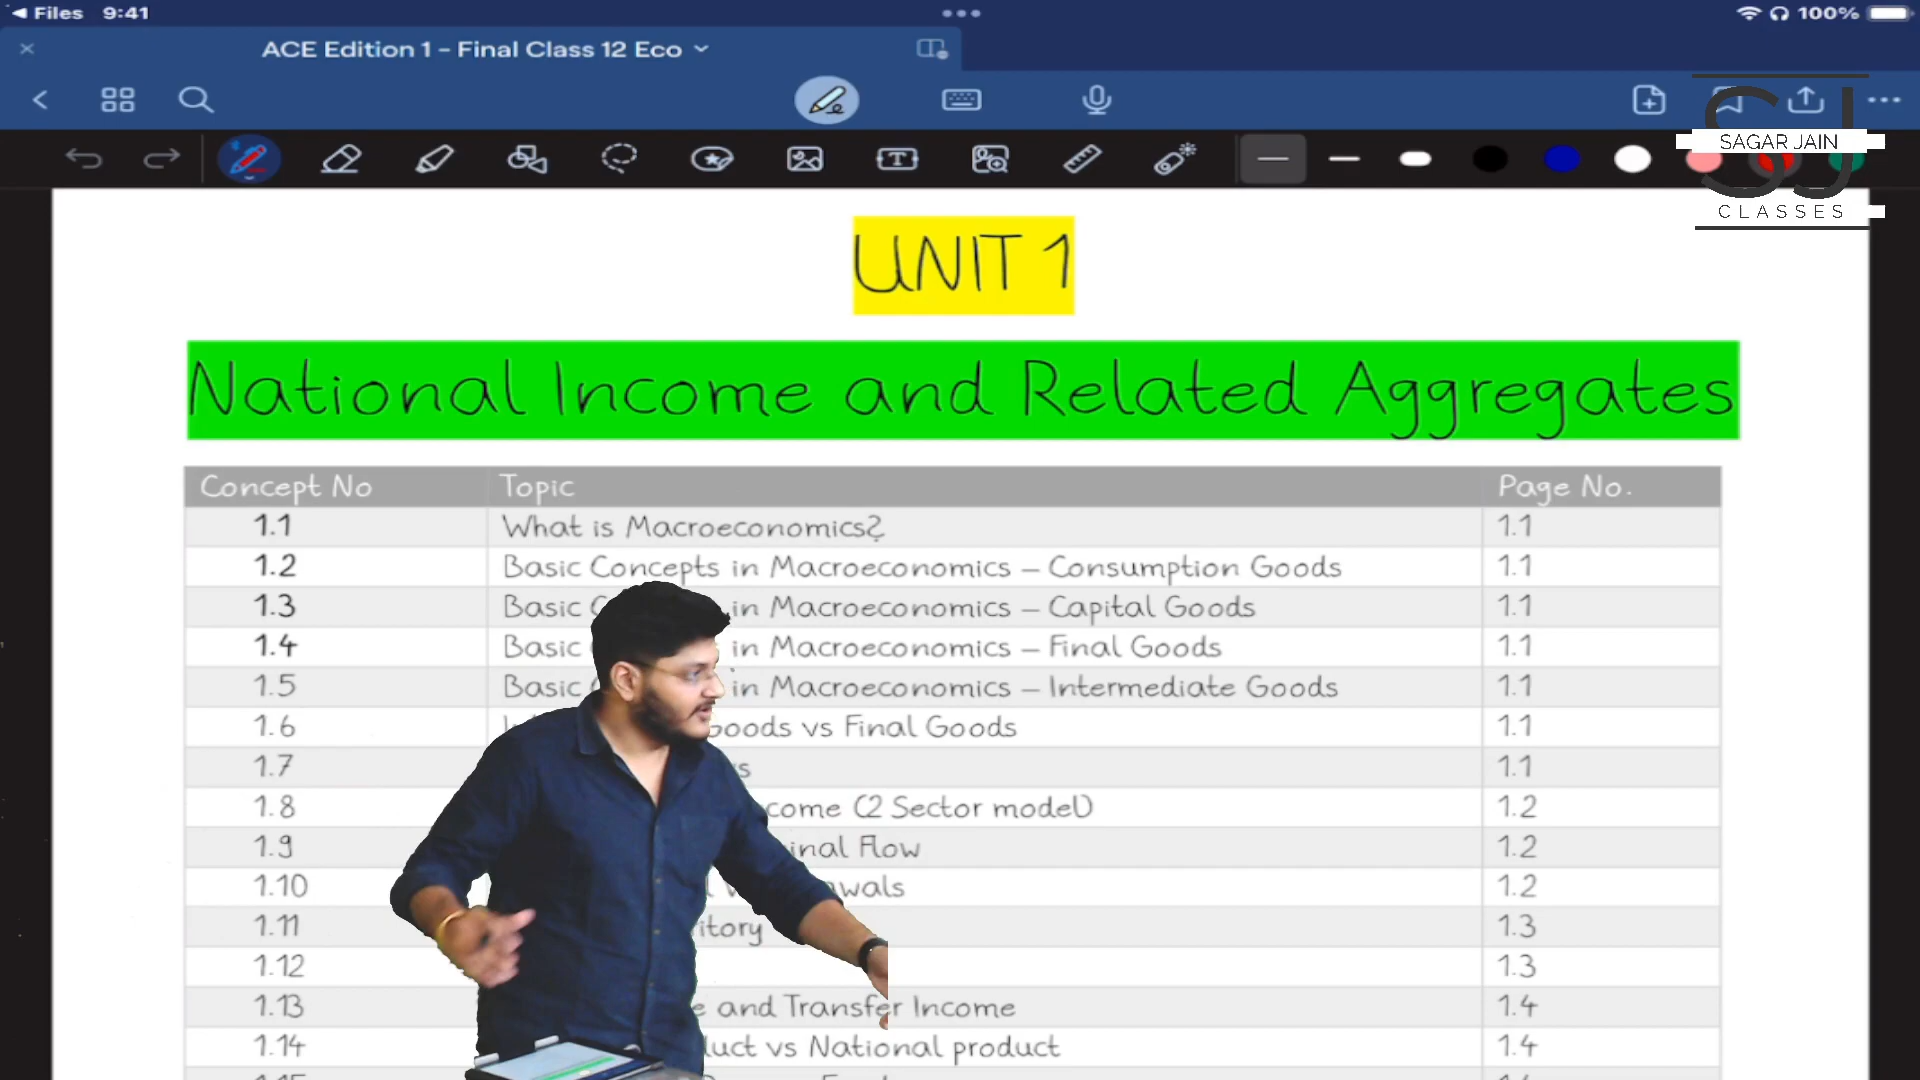 Files 9:41
100%
ACE Edition 1 - Final Class 12 Eco
SJ
SAGAR JAIN
CLASSES
UNIT 1
National Income and Related Aggregates
Concept No Topic Page No.
1.1 What is Macroeconomics? 1.1
1.2 Basic Concepts in Macroeconomics – Consumption Goods 1.1
1.3 Basic in Macroeconomics – Capital Goods 1.1
1.4 Basic in Macroeconomics – Final Goods 1.1
1.5 Basic in Macroeconomics – Intermediate Goods 1.1
1.6 Goods vs Final Goods 1.1
1.7 1.1
1.8 come (2 Sector model) 1.2
1.9 inal Flow 1.2
1.10 awals 1.2
1.11 itory 1.3
1.12 1.3
1.13 and Transfer Income 1.4
1.14 duct vs National product 1.4